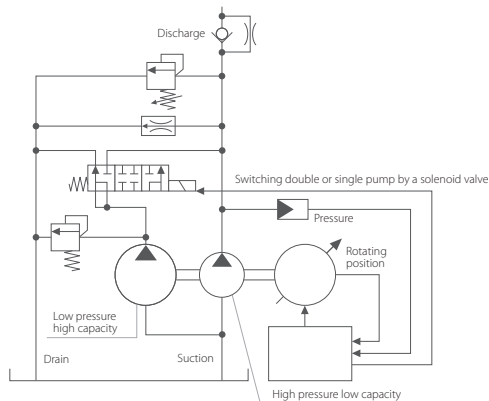 Discharge
Switching double or single pump by a solenoid valve
Pressure
Rotating
position
Low pressure
high capacity
Drain
Suction
High pressure low capacity